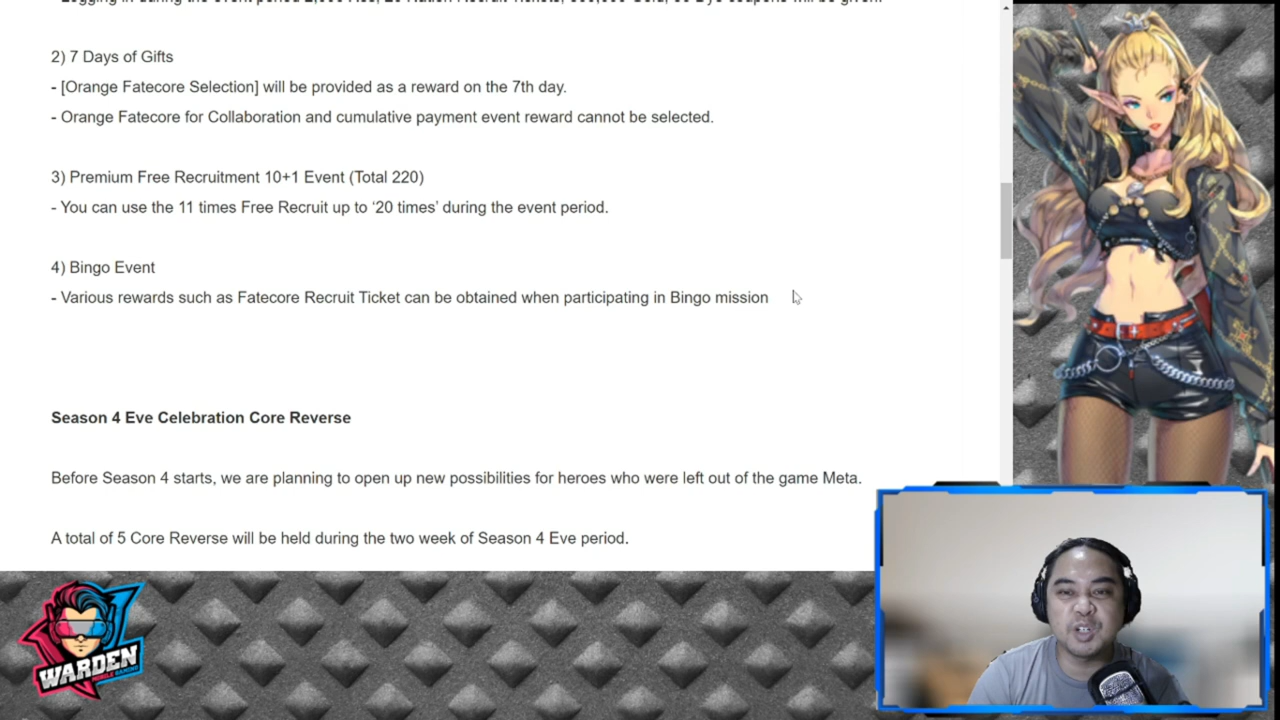 2) 7 Days of Gifts
- [Orange Fatecore Selection] will be provided as a reward on the 7th day.
- Orange Fatecore for Collaboration and cumulative payment event reward cannot be selected.
3) Premium Free Recruitment 10+1 Event (Total 220)
- You can use the 11 times Free Recruit up to ‘20 times’ during the event period.
4) Bingo Event
- Various rewards such as Fatecore Recruit Ticket can be obtained when participating in Bingo mission
Season 4 Eve Celebration Core Reverse
Before Season 4 starts, we are planning to open up new possibilities for heroes who were left out of the game Meta.
A total of 5 Core Reverse will be held during the two week of Season 4 Eve period.
WARDEN
MOBILE GAMING